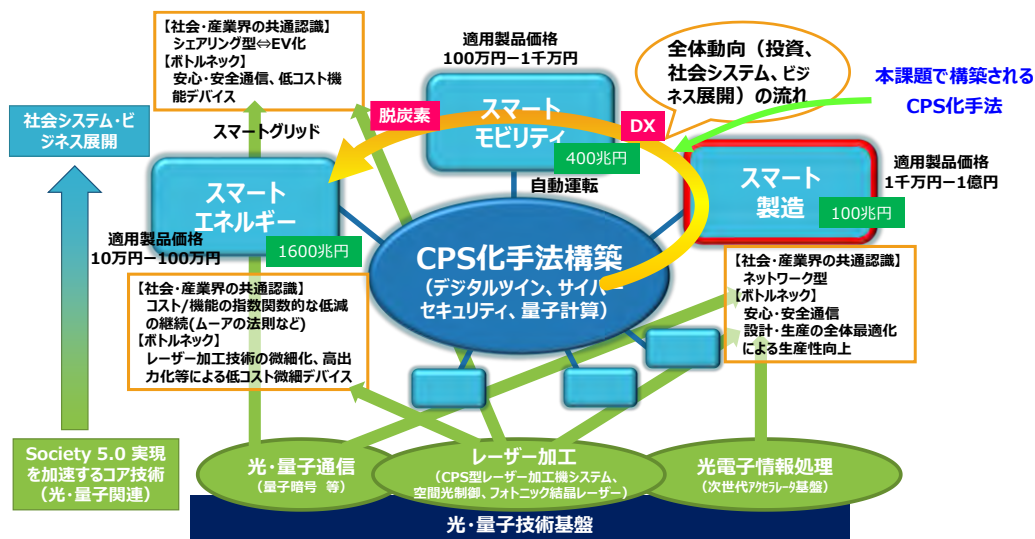 【社会・産業界の共通認識】
シェアリング型⇔EV化
【ボトルネック】
安心・安全通信、低コスト機
能デバイス
適用製品価格
100万円ー1千万円
全体動向（投資、
社会システム、ビジ
ネス展開）の流れ
本課題で構築される
CPS化手法
社会システム・ビ
ジネス展開
スマートグリッド
脱炭素
スマート
モビリティ
DX
400兆円
自動運転
スマート
エネルギー
1600兆円
適用製品価格
10万円ー100万円
スマート
製造
100兆円
適用製品価格
1千万円ー1億円
CPS化手法構築
（デジタルツイン、サイバー
セキュリティ、量子計算）
【社会・産業界の共通認識】
コスト/機能の指数関数的な低減
の継続(ムーアの法則など)
【ボトルネック】
レーザー加工技術の微細化、高出
力化等による低コスト微細デバイス
【社会・産業界の共通認識】
ネットワーク型
【ボトルネック】
安心・安全通信
設計・生産の全体最適化
による生産性向上
Society 5.0 実現
を加速するコア技術
（光・量子関連）
光・量子通信
（量子暗号 等）
レーザー加工
（CPS型レーザー加工機システム、
空間光制御、フォトニック結晶レーザー）
光電子情報処理
（次世代ｱｸｾﾗﾚｰﾀ基盤）
光・量子技術基盤